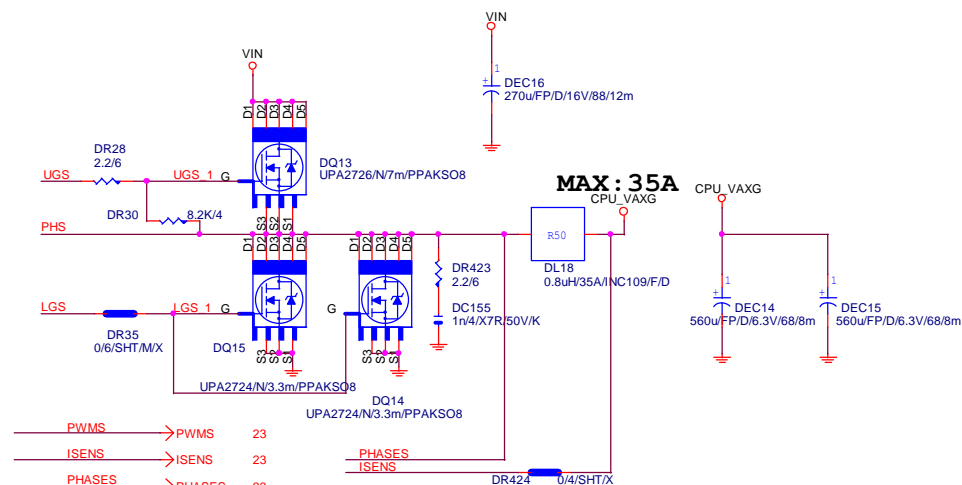 VIN
VIN
1
+
DEC16
270u/FP/D/16V/88/12m
D1
D2
D3
D4
D5
DR28
2.2/6
DQ13
UPA2726/N/7m/PPAKSO8
UGS
UGS_1
G
MAX:35A
CPU_VAXG
CPU_VAXG
DR30
8.2K/4
S3
S2
S1
PHS
R50
D1
D2
D3
D4
D5
D1
D2
D3
D4
D5
DR423
2.2/6
DL18
0.8uH/35A/INC109/F/D
1
+
DEC14
560u/FP/D/6.3V/68/8m
1
+
DEC15
560u/FP/D/6.3V/68/8m
LGS
LGS_1
G
G
DC155
1n/4/X7R/50V/K
DR35
0/6/SHT/M/X
DQ15
S3
S2
S1
S3
S2
S1
UPA2724/N/3.3m/PPAKSO8
DQ14
UPA2724/N/3.3m/PPAKSO8
PWMS
PWMS 23
ISENS
ISENS 23
PHASES
ISENS
DR424
0/4/SHT/X
PHASES
PHASES